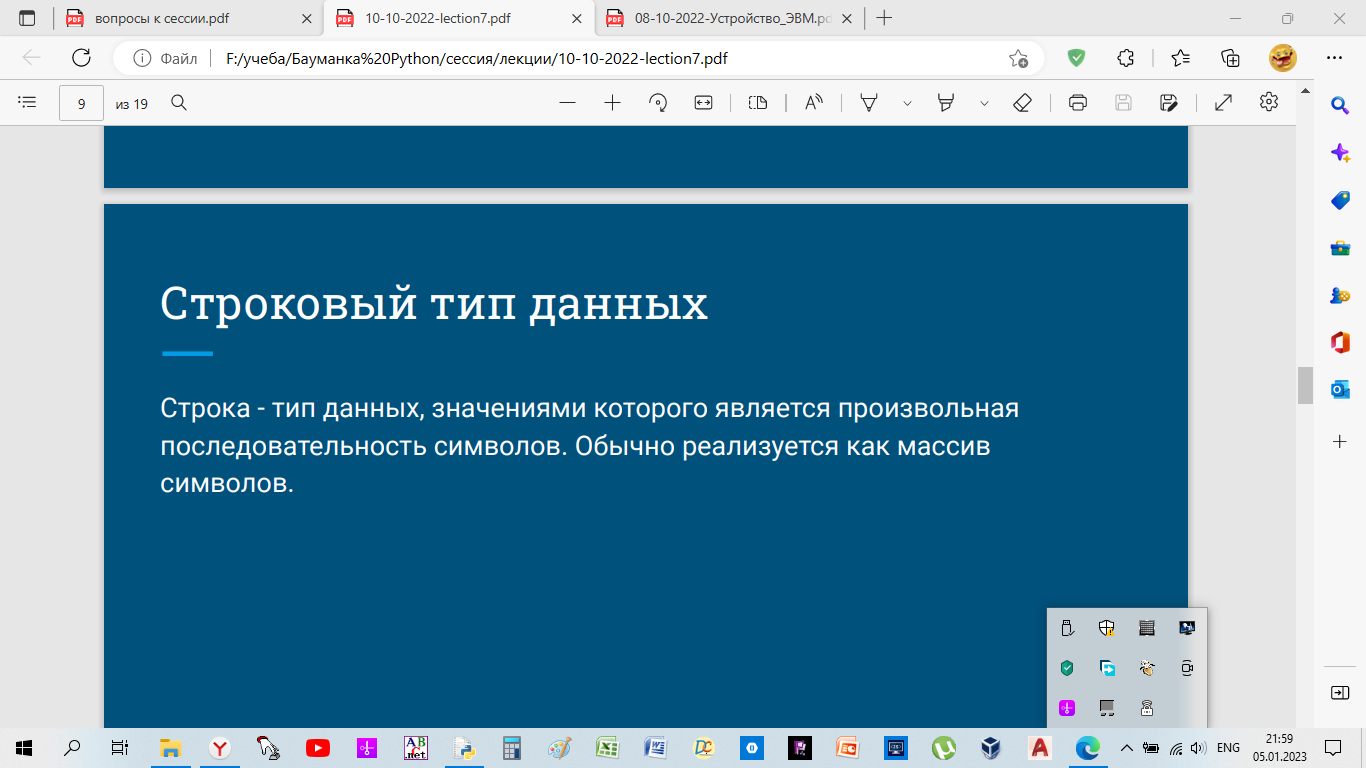 вопросы к сессии.pdf
10-10-2022-lection7.pdf
08-10-2022-Устройство_ЭВМ.pd
Файл
F:/учеба/Бауманка%20Python/сессия/лекции/10-10-2022-lection7.pdf
9 из 19
Строковый тип данных
Строка - тип данных, значениями которого является произвольная
последовательность символов. Обычно реализуется как массив
символов.
ENG
21:59
05.01.2023